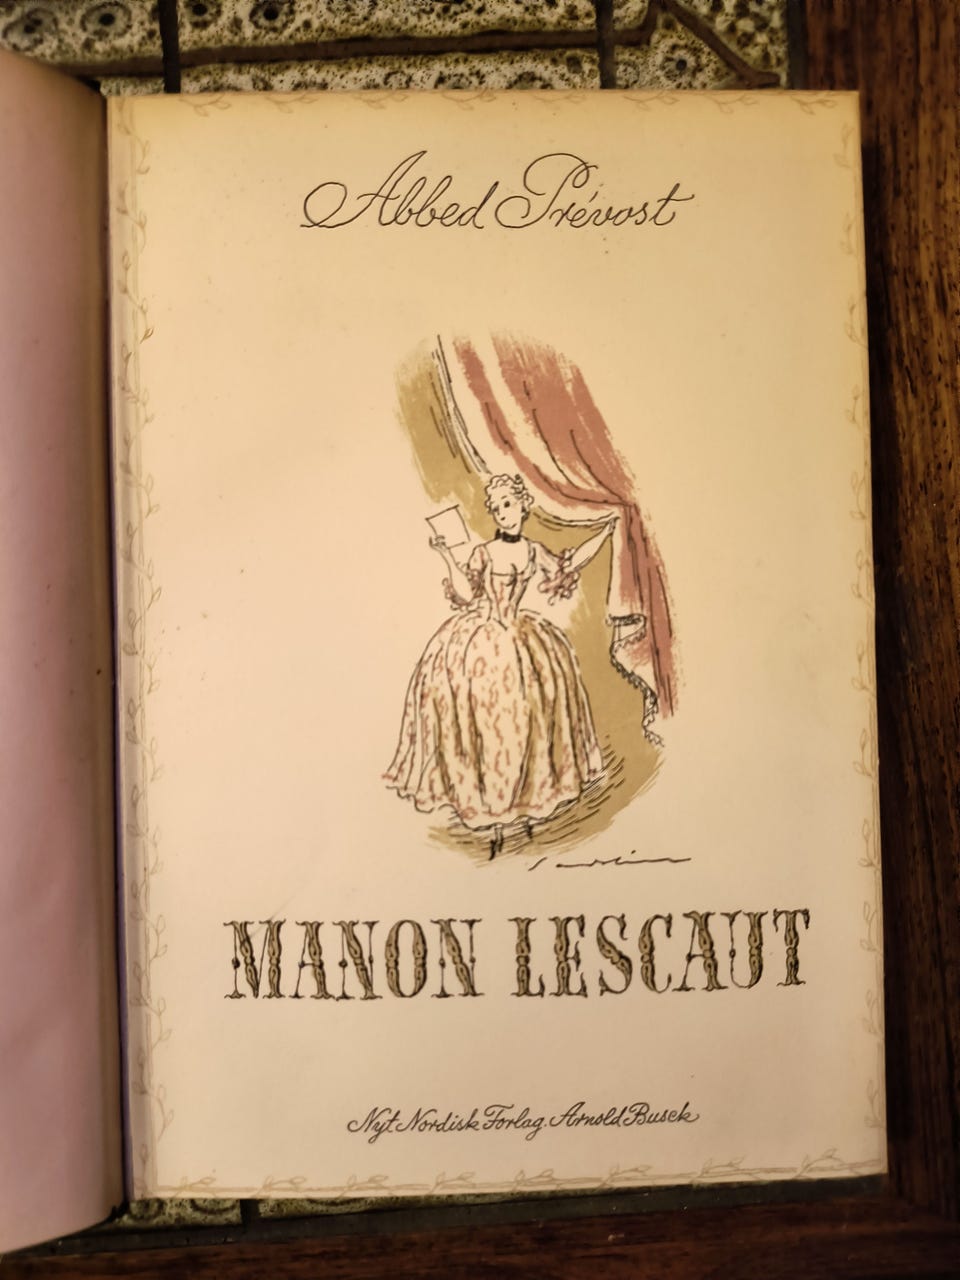 Abbed Prévost
MANON LESCAUT
Nyt Nordisk Forlag. Arnold Busck